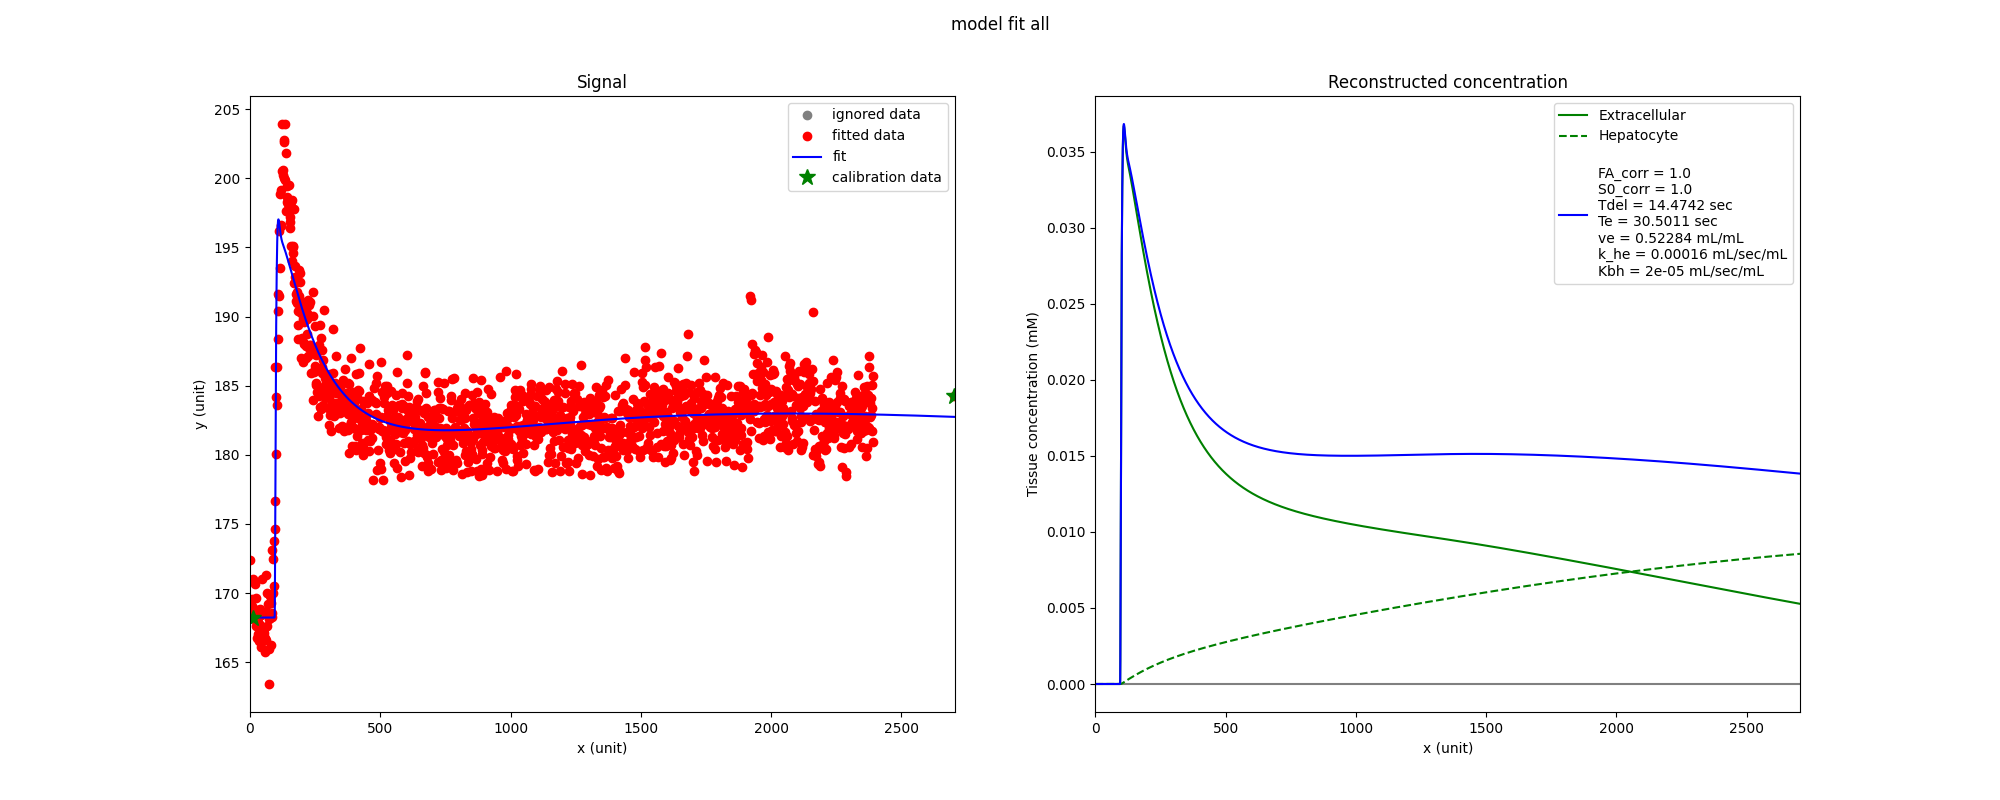 model fit all
Signal
205
200
195
190
185
180
175
170
165
y (unit)
0
500
1000
1500
2000
2500
x (unit)
ignored data
fitted data
fit
calibration data
Reconstructed concentration
0.035
0.030
0.025
0.020
0.015
0.010
0.005
0.000
Tissue concentration (mM)
0
500
1000
1500
2000
2500
x (unit)
Extracellular
Hepatocyte
FA_corr = 1.0
S0_corr = 1.0
Tdel = 14.4742 sec
Te = 30.5011 sec
ve = 0.52284 mL/mL
k_he = 0.00016 mL/sec/mL
Kbh = 2e-05 mL/sec/mL